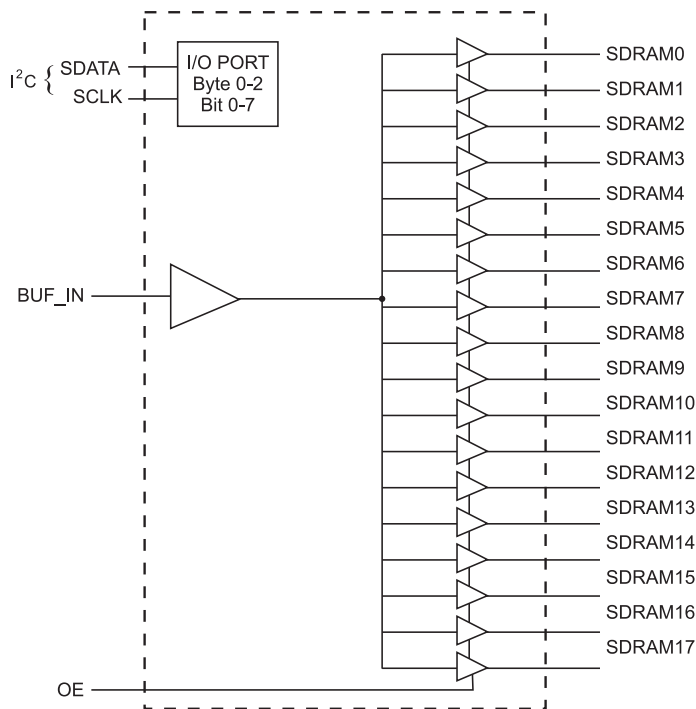 I²C { SDATA
SCLK
I/O PORT
Byte 0-2
Bit 0-7
BUF_IN
OE
SDRAM0
SDRAM1
SDRAM2
SDRAM3
SDRAM4
SDRAM5
SDRAM6
SDRAM7
SDRAM8
SDRAM9
SDRAM10
SDRAM11
SDRAM12
SDRAM13
SDRAM14
SDRAM15
SDRAM16
SDRAM17